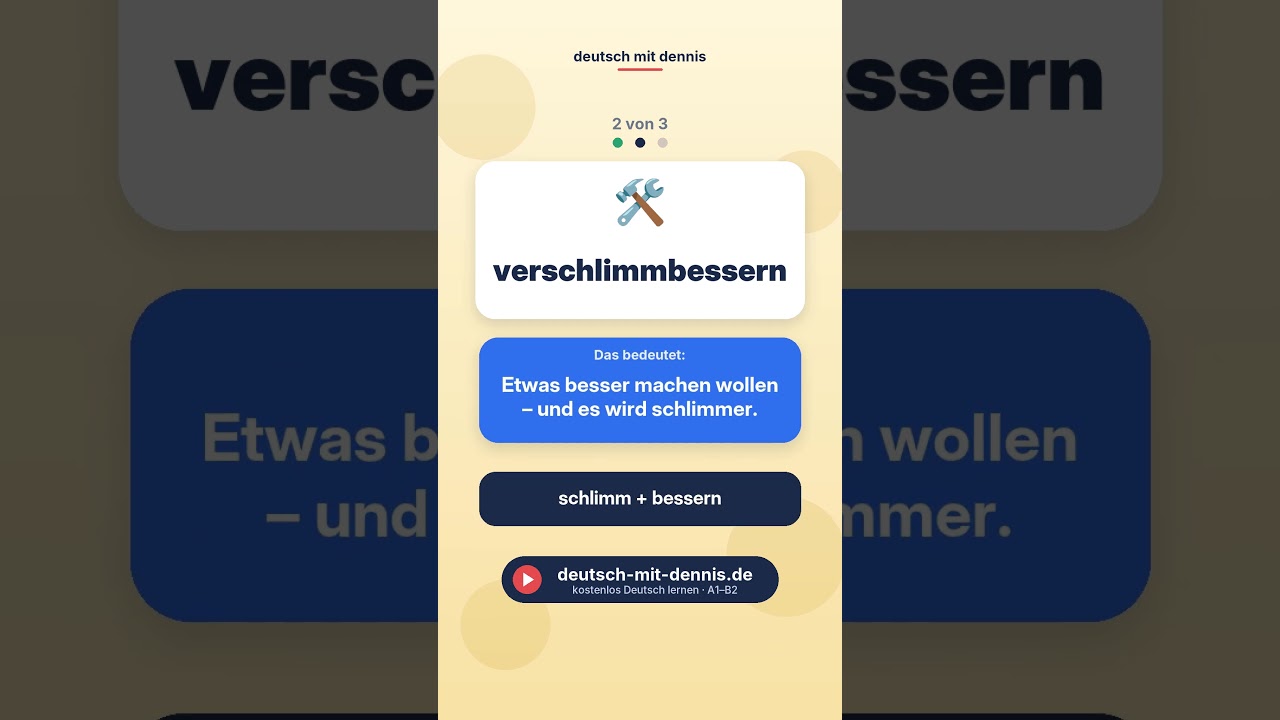 deutsch mit dennis
2 von 3
verschlimmbessern
Das bedeutet:
Etwas besser machen wollen
– und es wird schlimmer.
schlimm + bessern
deutsch-mit-dennis.de
kostenlos Deutsch lernen · A1–B2